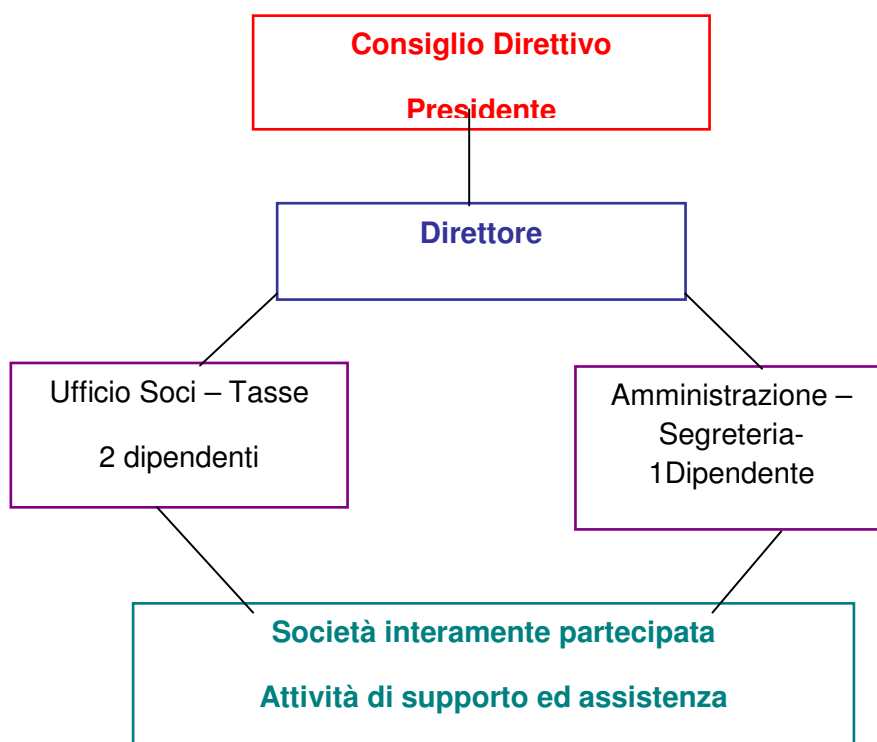 Consiglio Direttivo
Presidente
Direttore
Ufficio Soci – Tasse
2 dipendenti
Amministrazione –
Segreteria-
1Dipendente
Società interamente partecipata
Attività di supporto ed assistenza